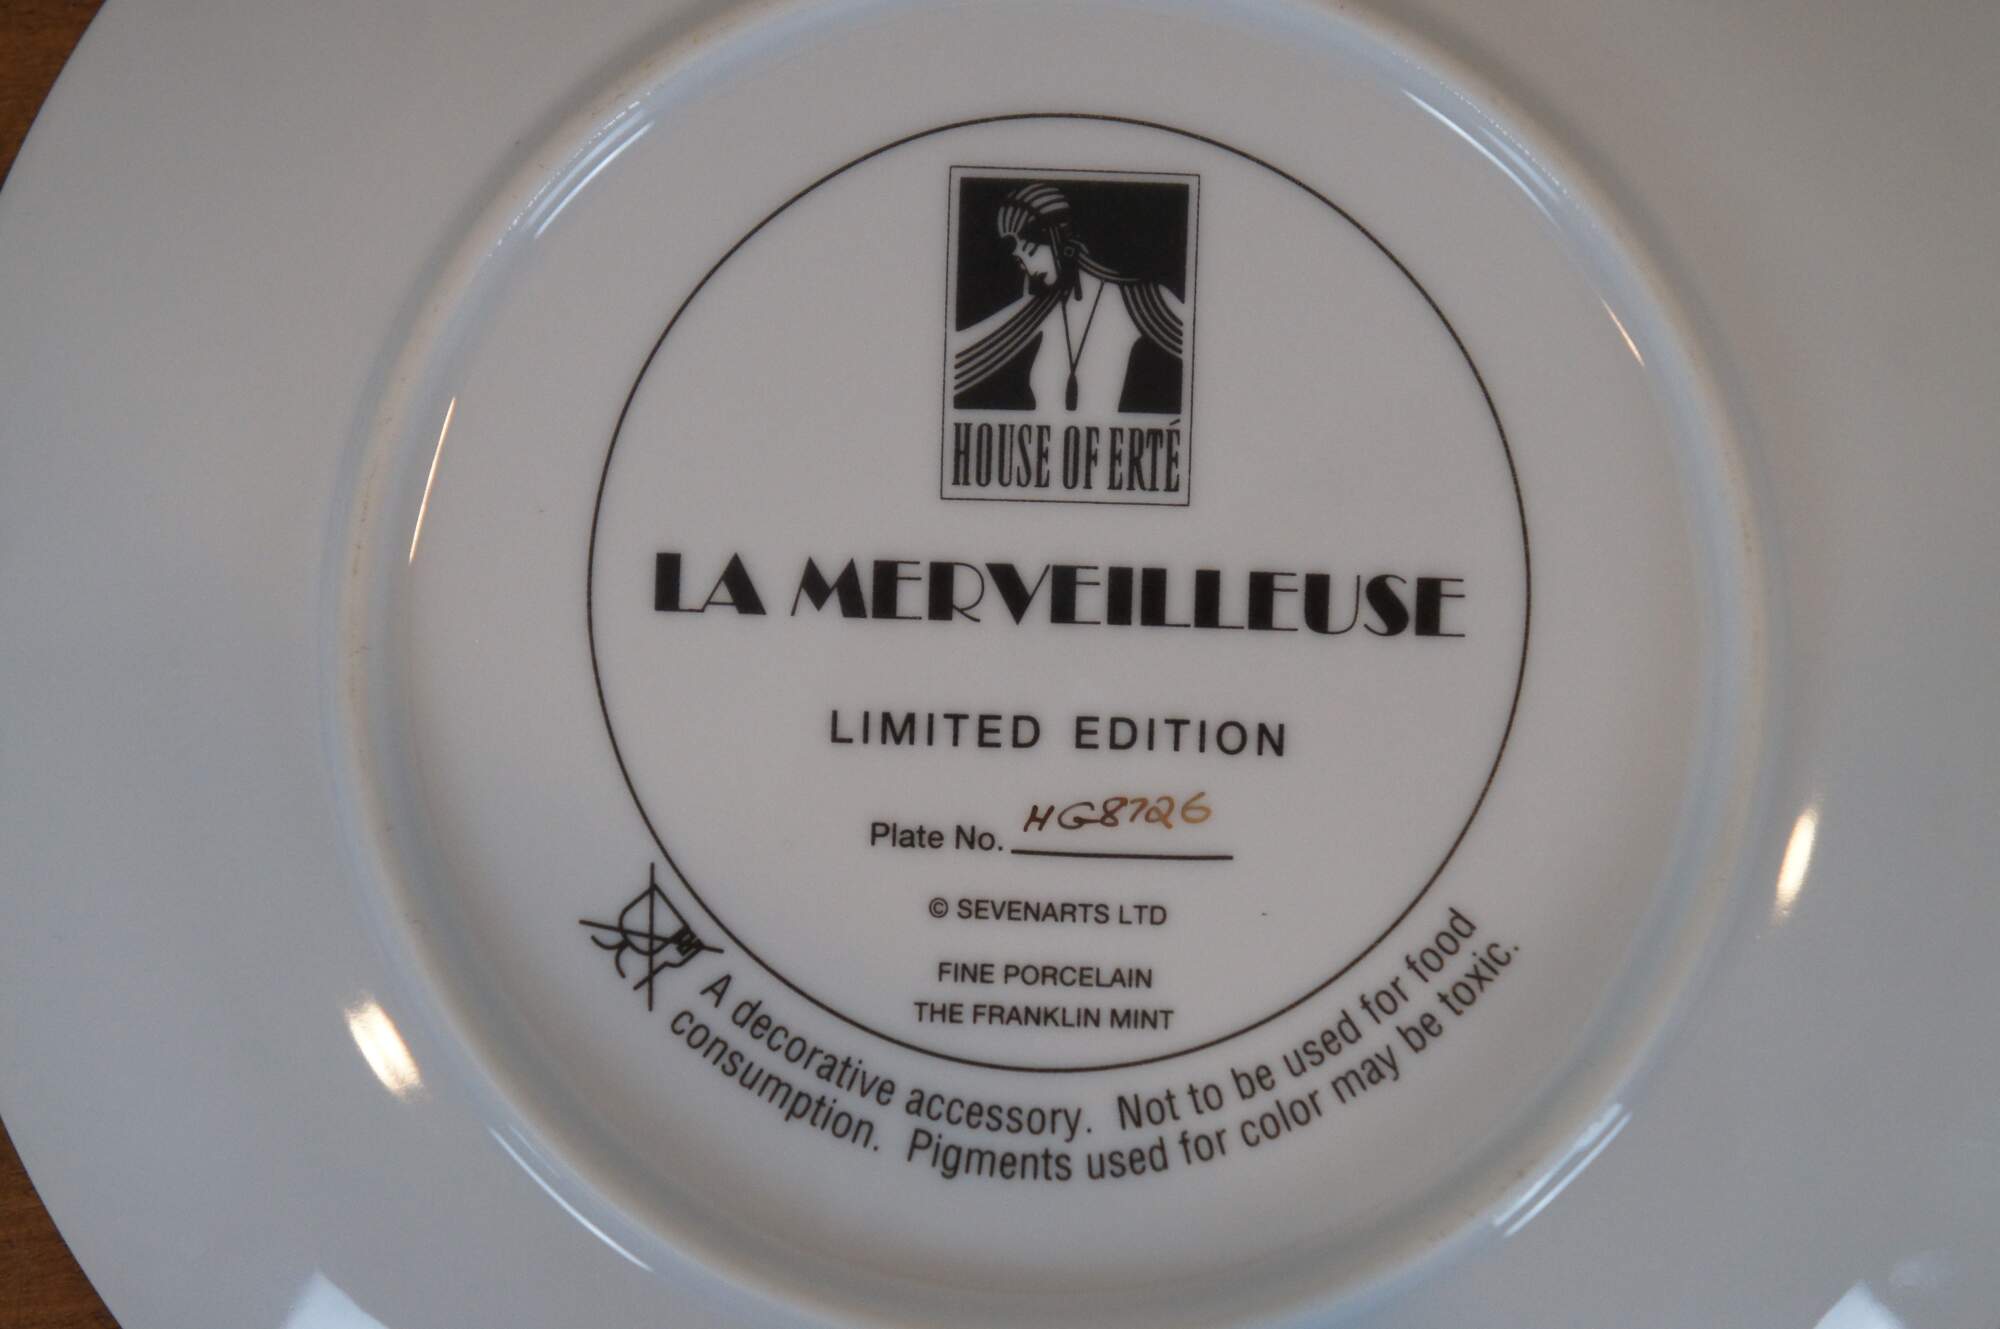 HOUSE OF ERTÉ
LA MERVEILLEUSE
LIMITED EDITION
Plate No. HG8726
© SEVENARTS LTD
FINE PORCELAIN
THE FRANKLIN MINT
A decorative accessory. Not to be used for food
consumption. Pigments used for color may be toxic.